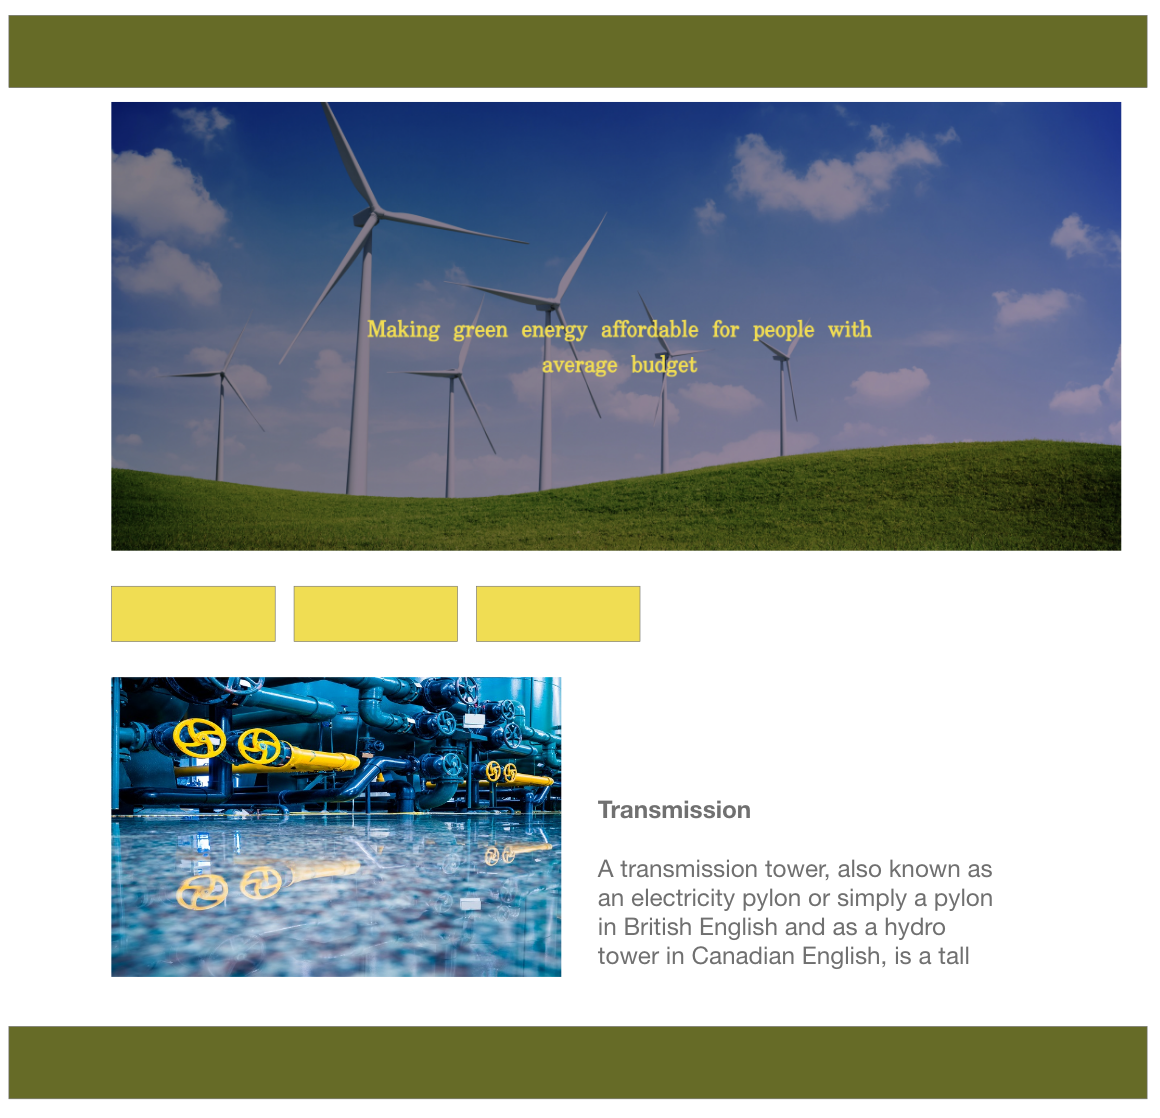 Making green energy affordable for people with
average budget
Transmission
A transmission tower, also known as
an electricity pylon or simply a pylon
in British English and as a hydro
tower in Canadian English, is a tall